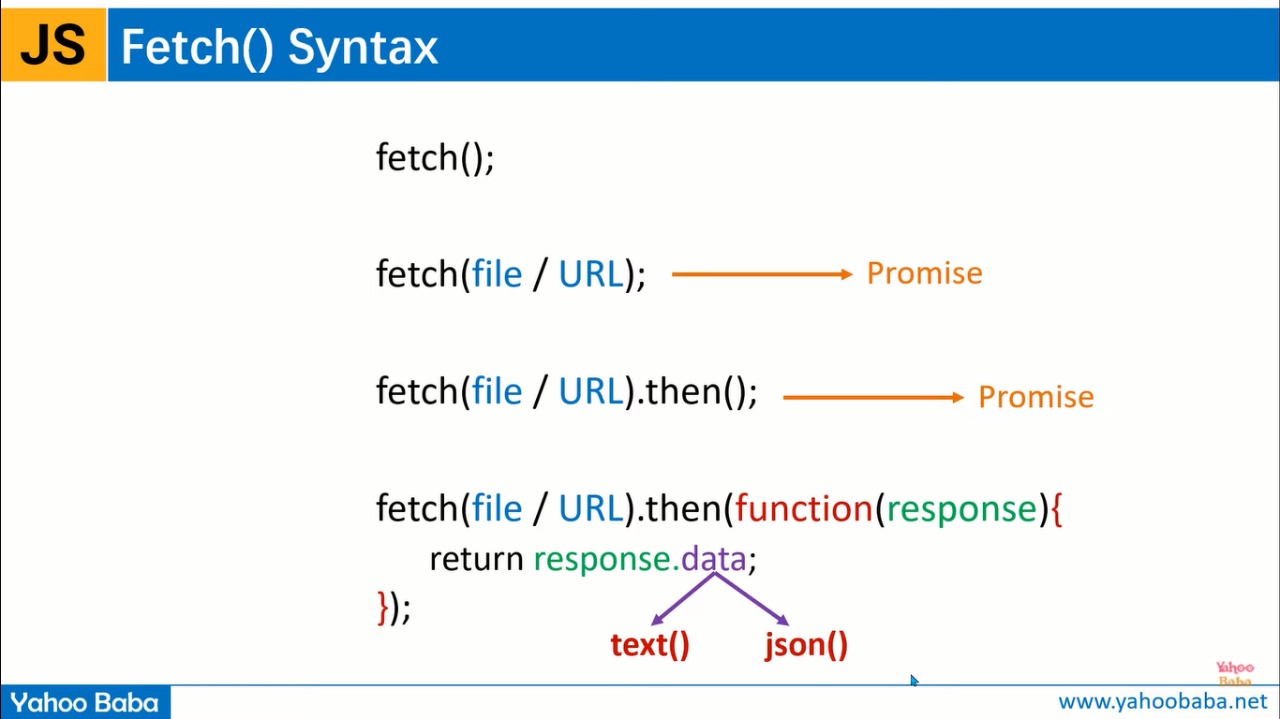 JS Fetch() Syntax
fetch();
fetch(file / URL); Promise
fetch(file / URL).then(); Promise
fetch(file / URL).then(function(response){
return response.data;
});
text() json()
Yahoo
Baba
Yahoo Baba www.yahoobaba.net